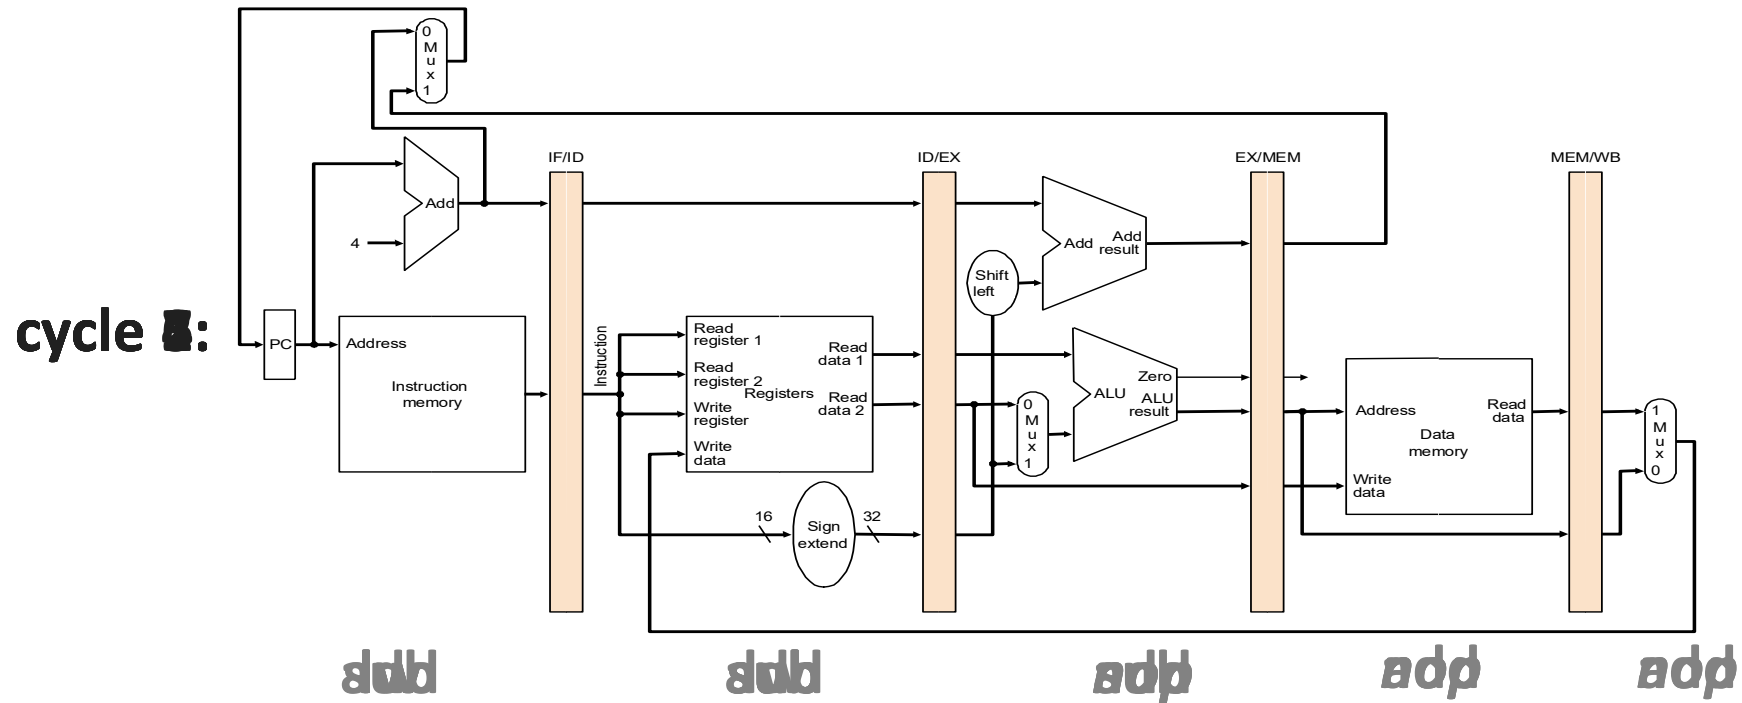 0
M
u
x
1
IF/ID
ID/EX
EX/MEM
MEM/WB
Add
4
Add
Add
result
Shift
left
cycle :
PC
Address
Instruction
memory
Instruction
Read
register 1
Read
register 2
Write
register
Write
data
Registers
Read
data 1
Read
data 2
16
Sign
extend
32
0
M
u
x
1
Zero
ALU
ALU
result
Address
Write
data
Data
memory
Read
data
1
M
u
x
0